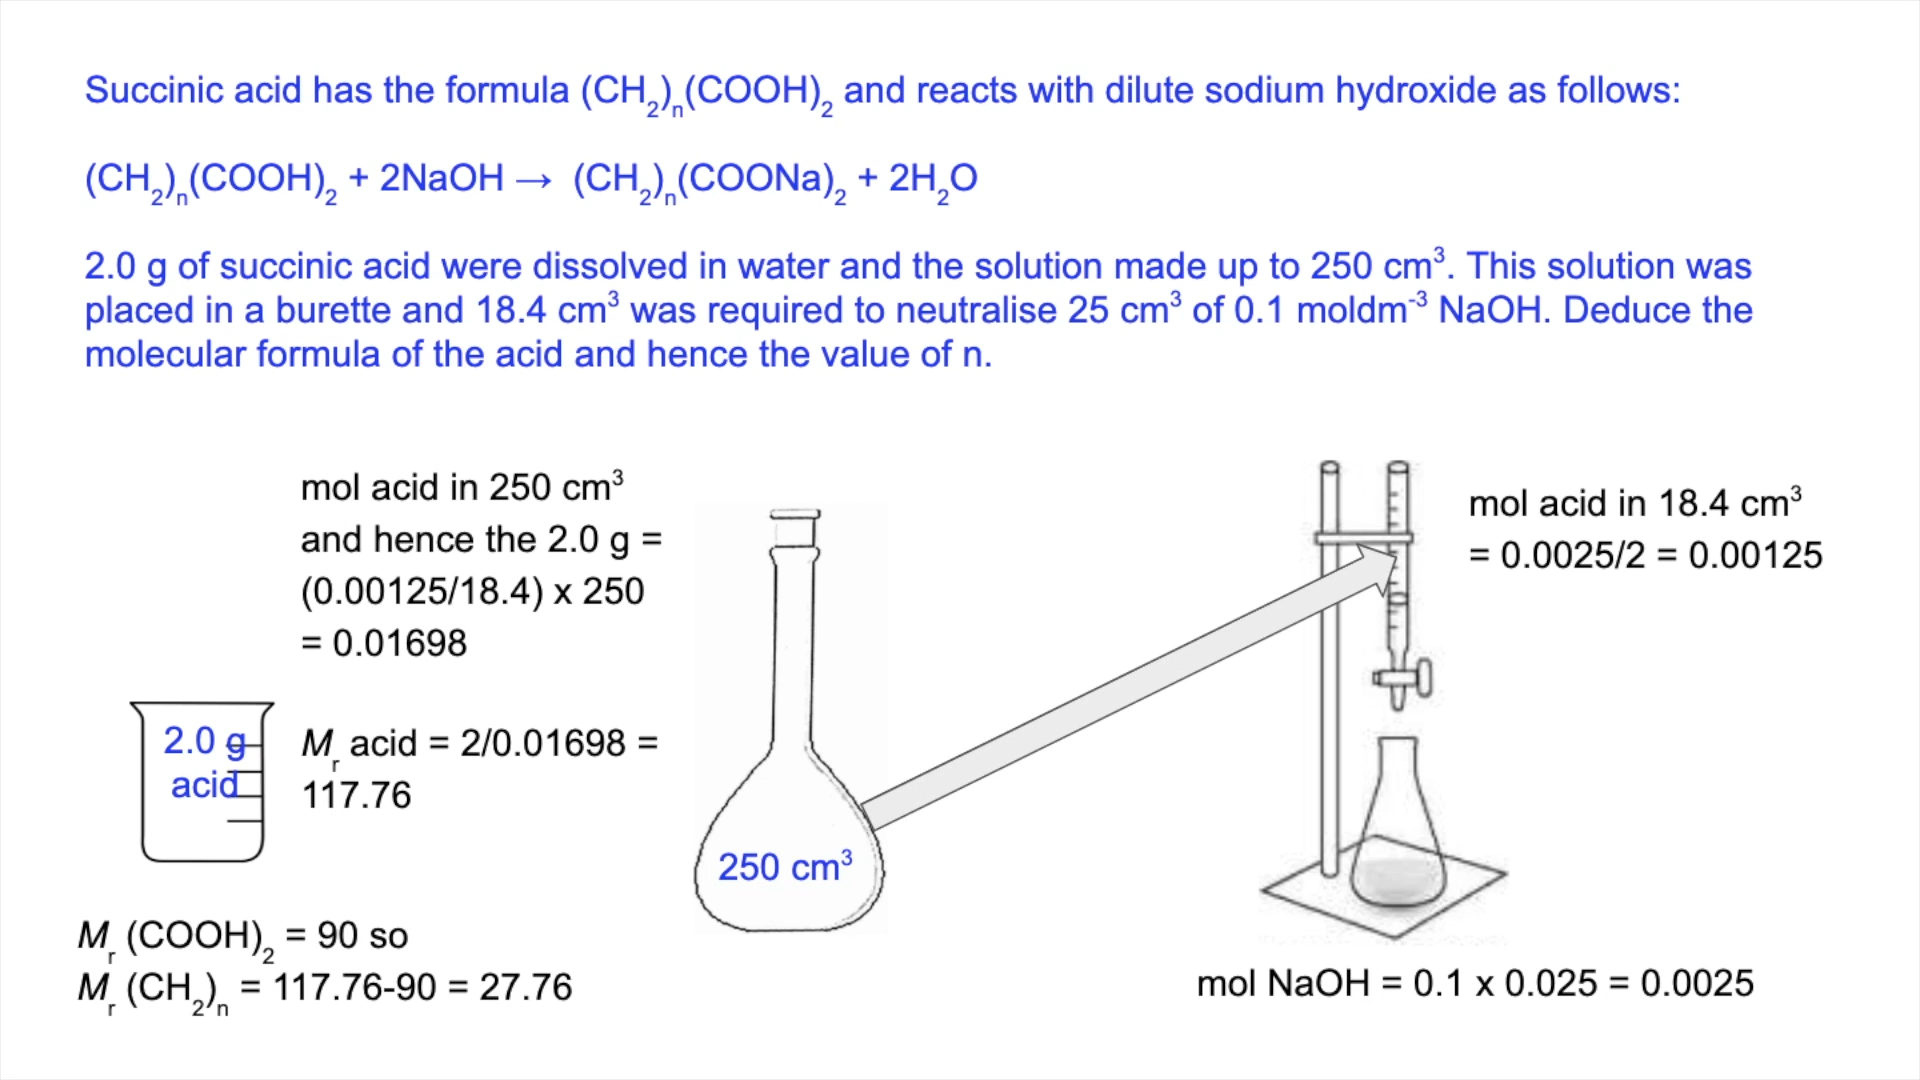 Succinic acid has the formula (CH₂)ₙ(COOH)₂ and reacts with dilute sodium hydroxide as follows:
(CH₂)ₙ(COOH)₂ + 2NaOH → (CH₂)ₙ(COONa)₂ + 2H₂O
2.0 g of succinic acid were dissolved in water and the solution made up to 250 cm³. This solution was
placed in a burette and 18.4 cm³ was required to neutralise 25 cm³ of 0.1 moldm⁻³ NaOH. Deduce the
molecular formula of the acid and hence the value of n.
mol acid in 250 cm³
and hence the 2.0 g =
(0.00125/18.4) x 250
= 0.01698
mol acid in 18.4 cm³
= 0.0025/2 = 0.00125
2.0 g
acid
Mᵣ acid = 2/0.01698 =
117.76
250 cm³
Mᵣ (COOH)₂ = 90 so
Mᵣ (CH₂)ₙ = 117.76-90 = 27.76
mol NaOH = 0.1 x 0.025 = 0.0025